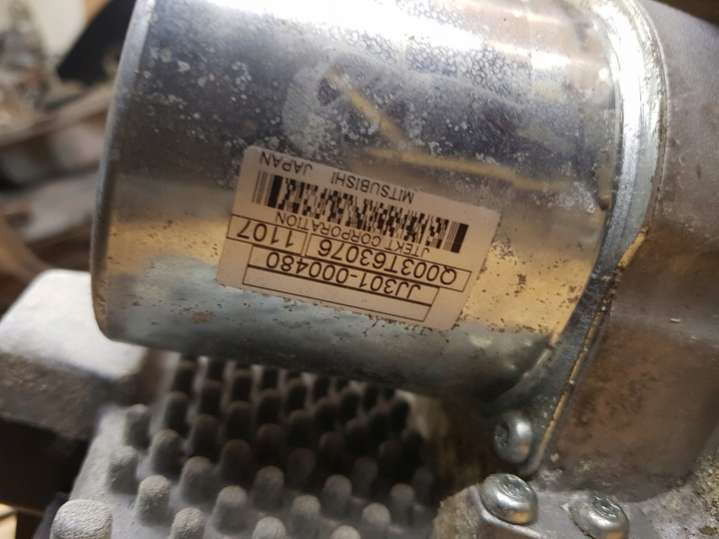 JJ301-000480
Q003T63076 1107
JTEKT CORPORATION
MITSUBISHI JAPAN